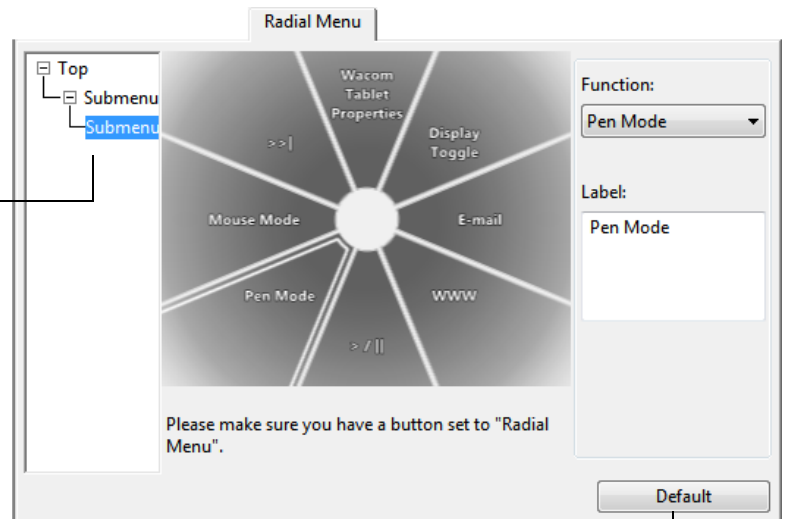 Radial Menu
Top
Submenu
Submenu
Wacom
Tablet
Properties
Display
Toggle
>>|
Mouse Mode
E-mail
Pen Mode
WWW
> / ||
Please make sure you have a button set to "Radial
Menu".
Function:
Pen Mode
Label:
Pen Mode
Default